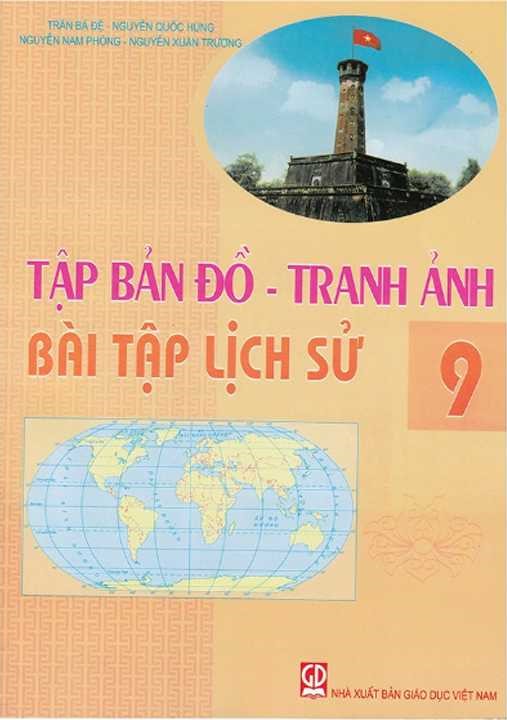 TRẦN BÁ ĐỆ - NGUYỄN QUỐC HÙNG
NGUYỄN NAM PHÓNG - NGUYỄN XUÂN TRƯỜNG
TẬP BẢN ĐỒ - TRANH ẢNH
BÀI TẬP LỊCH SỬ
9
GD
NHÀ XUẤT BẢN GIÁO DỤC VIỆT NAM